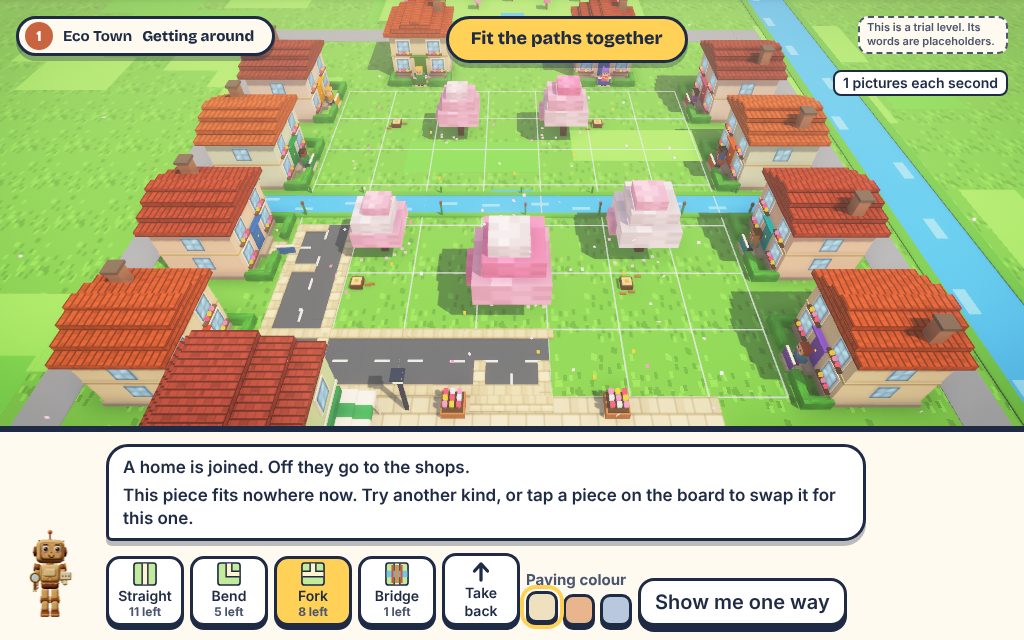 1 Eco Town Getting around
Fit the paths together
This is a trial level. Its
words are placeholders.
1 pictures each second
A home is joined. Off they go to the shops.
This piece fits nowhere now. Try another kind, or tap a piece on the board to swap it for
this one.
Straight
11 left
Bend
5 left
Fork
8 left
Bridge
1 left
Take
back
Paving colour
Show me one way